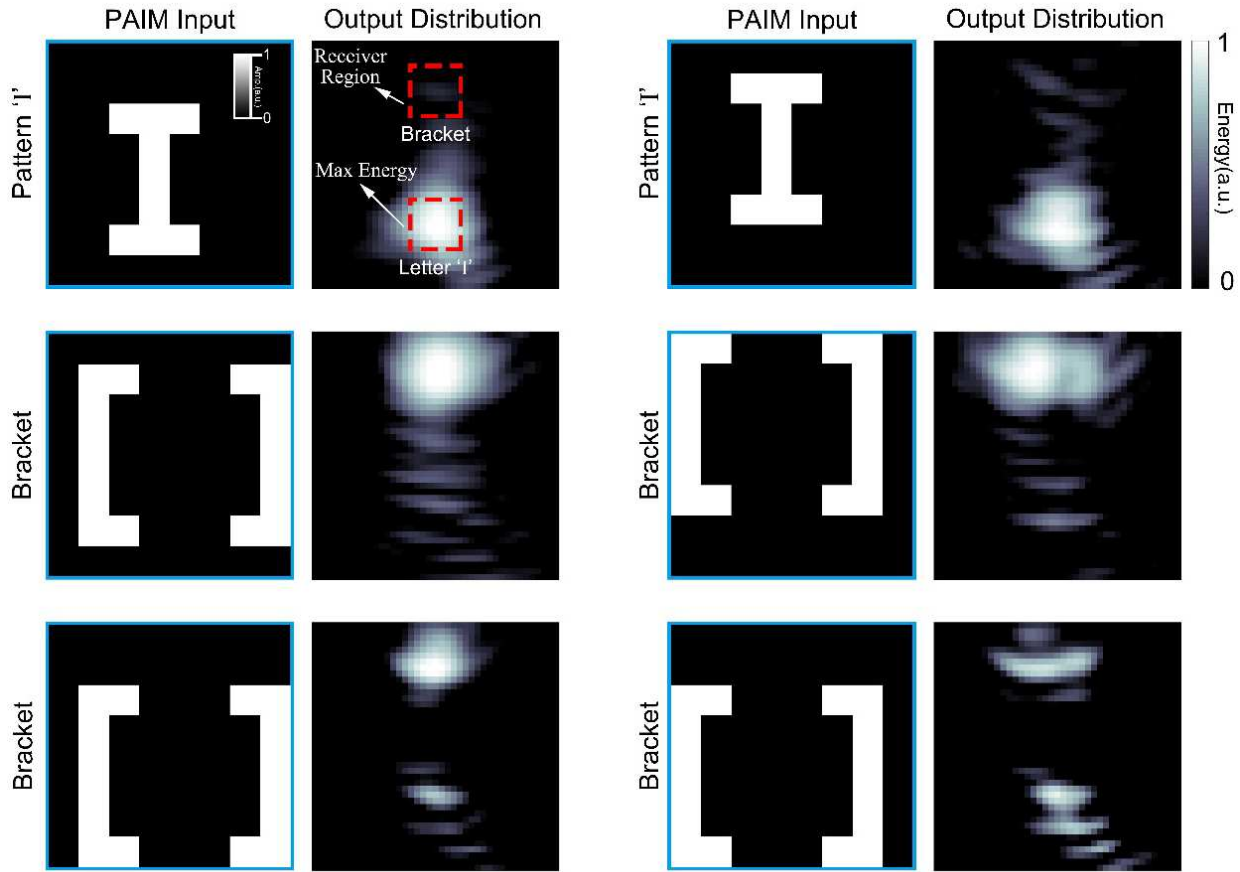 PAIM Input
Output Distribution
PAIM Input
Output Distribution
Pattern ‘I’
1
Amp.(a.u.)
0
Receiver
Region
Bracket
Max Energy
Letter ‘I’
Pattern ‘I’
1
Energy(a.u.)
0
Bracket
Bracket
Bracket
Bracket